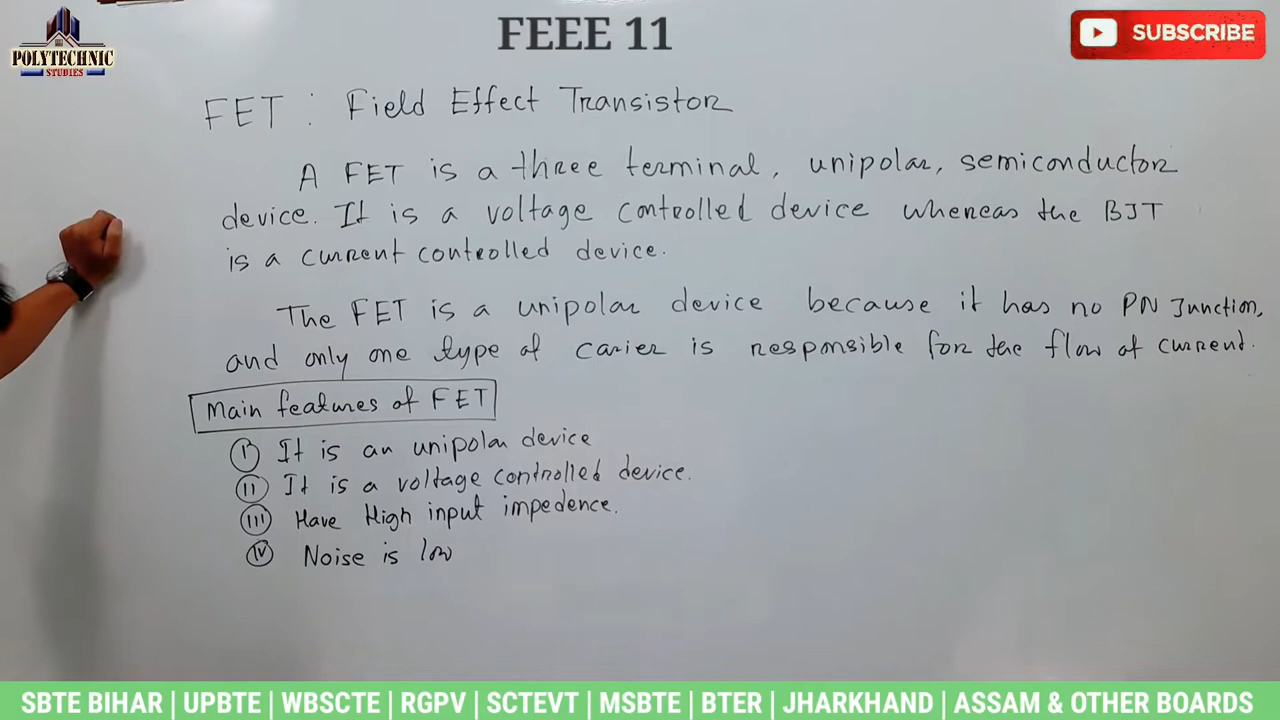 FEEE 11
SUBSCRIBE
POLYTECHNIC
STUDIES
FET : Field Effect Transistor
A FET is a three terminal, unipolar, semiconductor
device. It is a voltage controlled device whereas the BJT
is a current controlled device.
The FET is a unipolar device because it has no PN Junction,
and only one type of carier is responsible for the flow of current.
Main features of FET
I It is an unipolar device
II It is a voltage controlled device.
III Have High input impedence.
IV Noise is low
SBTE BIHAR | UPBTE | WBSCTE | RGPV | SCTEVT | MSBTE | BTER | JHARKHAND | ASSAM & OTHER BOARDS